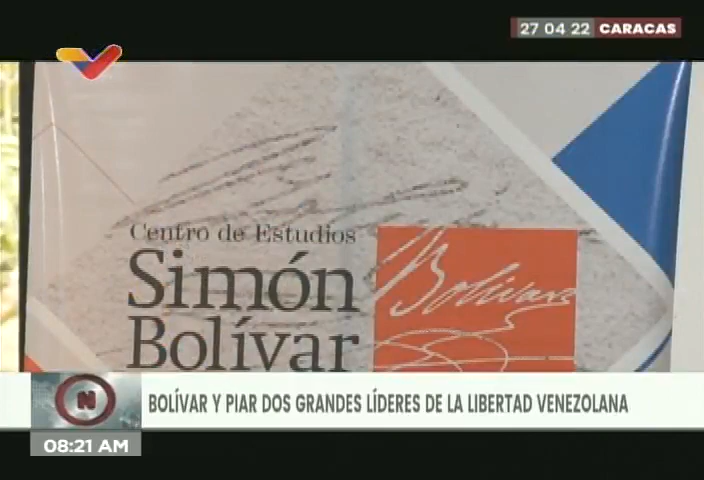 27 04 22 CARACAS
Centro de Estudios
Simón
Bolívar
Bolívar
N
BOLÍVAR Y PIAR DOS GRANDES LÍDERES DE LA LIBERTAD VENEZOLANA
08:21 AM